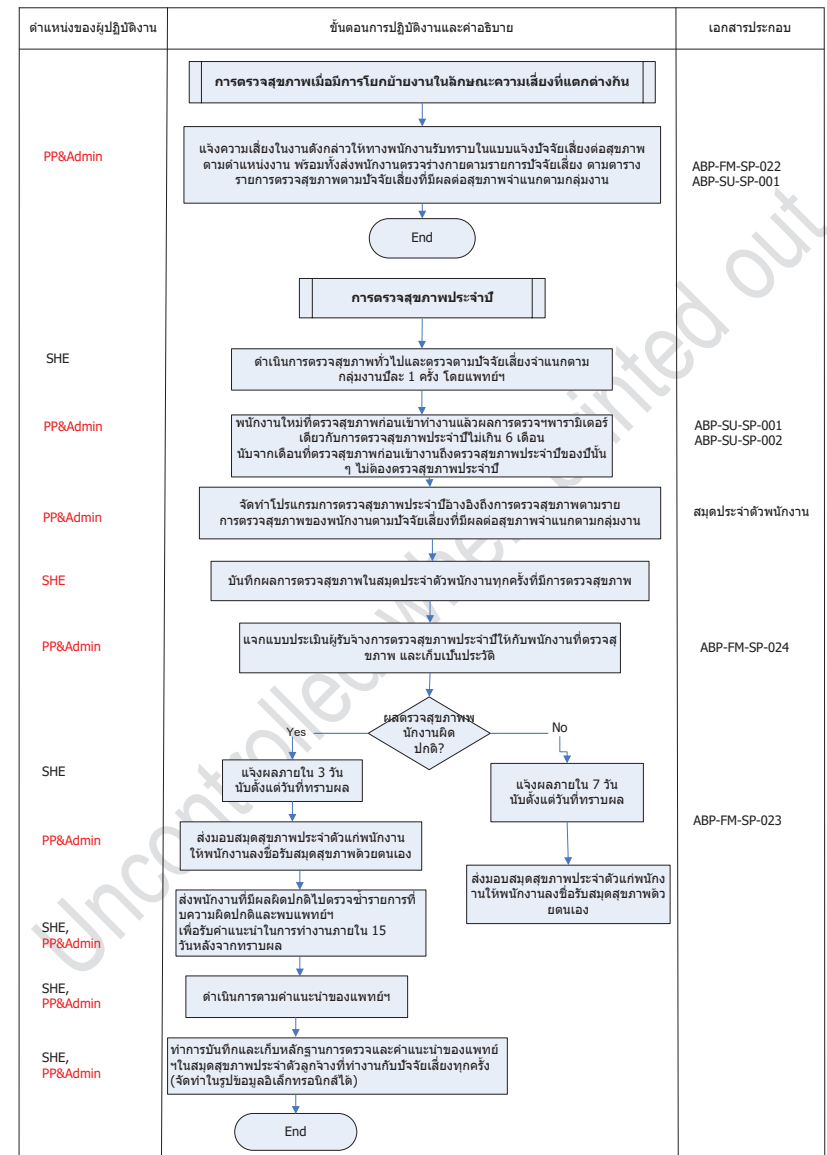 ตำแหน่งของผู้ปฏิบัติงาน
ขั้นตอนการปฏิบัติงานและคำอธิบาย
เอกสารประกอบ
การตรวจสุขภาพเมื่อมีการโยกย้ายงานในลักษณะความเสี่ยงที่แตกต่างกัน
PP&Admin
แจ้งความเสี่ยงในงานดังกล่าวให้ทางพนักงานรับทราบในแบบแจ้งปัจจัยเสี่ยงต่อสุขภาพ
ตามตำแหน่งงาน พร้อมทั้งส่งพนักงานตรวจร่างกายตามรายการปัจจัยเสี่ยง ตามตาราง
รายการตรวจสุขภาพตามปัจจัยเสี่ยงที่มีผลต่อสุขภาพจำแนกตามกลุ่มงาน
ABP-FM-SP-022
ABP-SU-SP-001
End
การตรวจสุขภาพประจำปี
SHE
ดำเนินการตรวจสุขภาพทั่วไปและตรวจตามปัจจัยเสี่ยงจำแนกตาม
กลุ่มงานปีละ 1 ครั้ง โดยแพทย์ฯ
PP&Admin
พนักงานใหม่ที่ตรวจสุขภาพก่อนเข้าทำงานแล้วผลการตรวจฯพารามิเตอร์
เดียวกับการตรวจสุขภาพประจำปีไม่เกิน 6 เดือน
นับจากเดือนที่ตรวจสุขภาพก่อนเข้างานถึงตรวจสุขภาพประจำปีของปีนั้น
ๆ ไม่ต้องตรวจสุขภาพประจำปี
ABP-SU-SP-001
ABP-SU-SP-002
PP&Admin
จัดทำโปรแกรมการตรวจสุขภาพประจำปีอ้างอิงถึงการตรวจสุขภาพตามราย
การตรวจสุขภาพของพนักงานตามปัจจัยเสี่ยงที่มีผลต่อสุขภาพจำแนกตามกลุ่มงาน
สมุดประจำตัวพนักงาน
SHE
บันทึกผลการตรวจสุขภาพในสมุดประจำตัวพนักงานทุกครั้งที่มีการตรวจสุขภาพ
PP&Admin
แจกแบบประเมินผู้รับจ้างการตรวจสุขภาพประจำปีให้กับพนักงานที่ตรวจสุ
ขภาพ และเก็บเป็นประวัติ
ABP-FM-SP-024
ผลตรวจสุขภาพพ
นักงานผิด
ปกติ?
Yes
No
SHE
แจ้งผลภายใน 3 วัน
นับตั้งแต่วันที่ทราบผล
แจ้งผลภายใน 7 วัน
นับตั้งแต่วันที่ทราบผล
ABP-FM-SP-023
PP&Admin
ส่งมอบสมุดสุขภาพประจำตัวแก่พนักงาน
ให้พนักงานลงชื่อรับสมุดสุขภาพด้วยตนเอง
ส่งมอบสมุดสุขภาพประจำตัวแก่พนักง
านให้พนักงานลงชื่อรับสมุดสุขภาพด้ว
ยตนเอง
SHE,
PP&Admin
ส่งพนักงานที่มีผลผิดปกติไปตรวจซ้ำรายการที่
บความผิดปกติและพบแพทย์ฯ
เพื่อรับคำแนะนำในการทำงานภายใน 15
วันหลังจากทราบผล
SHE,
PP&Admin
ดำเนินการตามคำแนะนำของแพทย์ฯ
SHE,
PP&Admin
ทำการบันทึกและเก็บหลักฐานการตรวจและคำแนะนำของแพทย์
ฯในสมุดสุขภาพประจำตัวลูกจ้างที่ทำงานกับปัจจัยเสี่ยงทุกครั้ง
(จัดทำในรูปข้อมูลอิเล็กทรอนิกส์ได้)
End
Uncontrolled when printed out